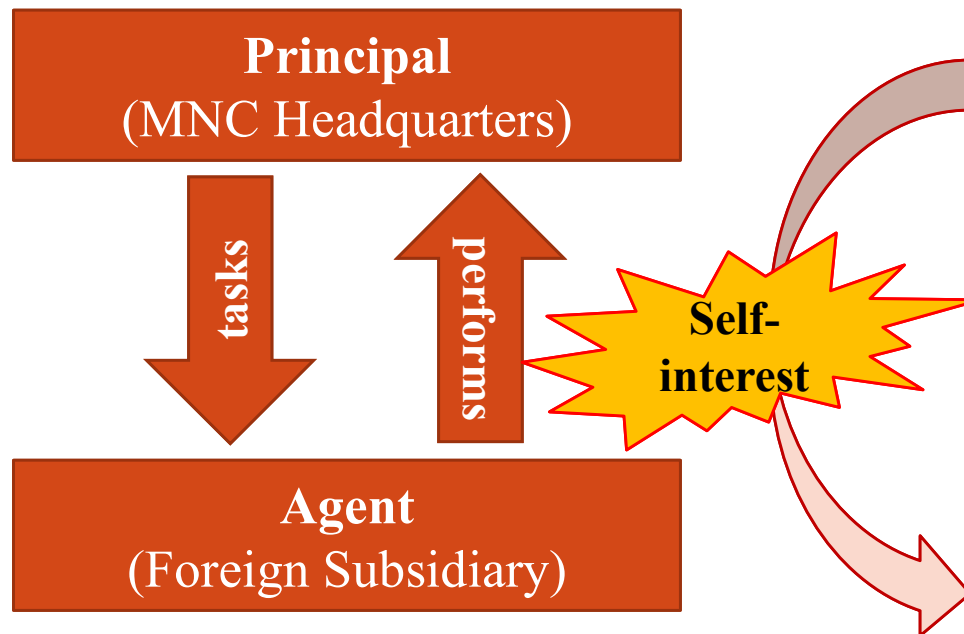 Principal
(MNC Headquarters)
tasks
performs
Self-
interest
Agent
(Foreign Subsidiary)